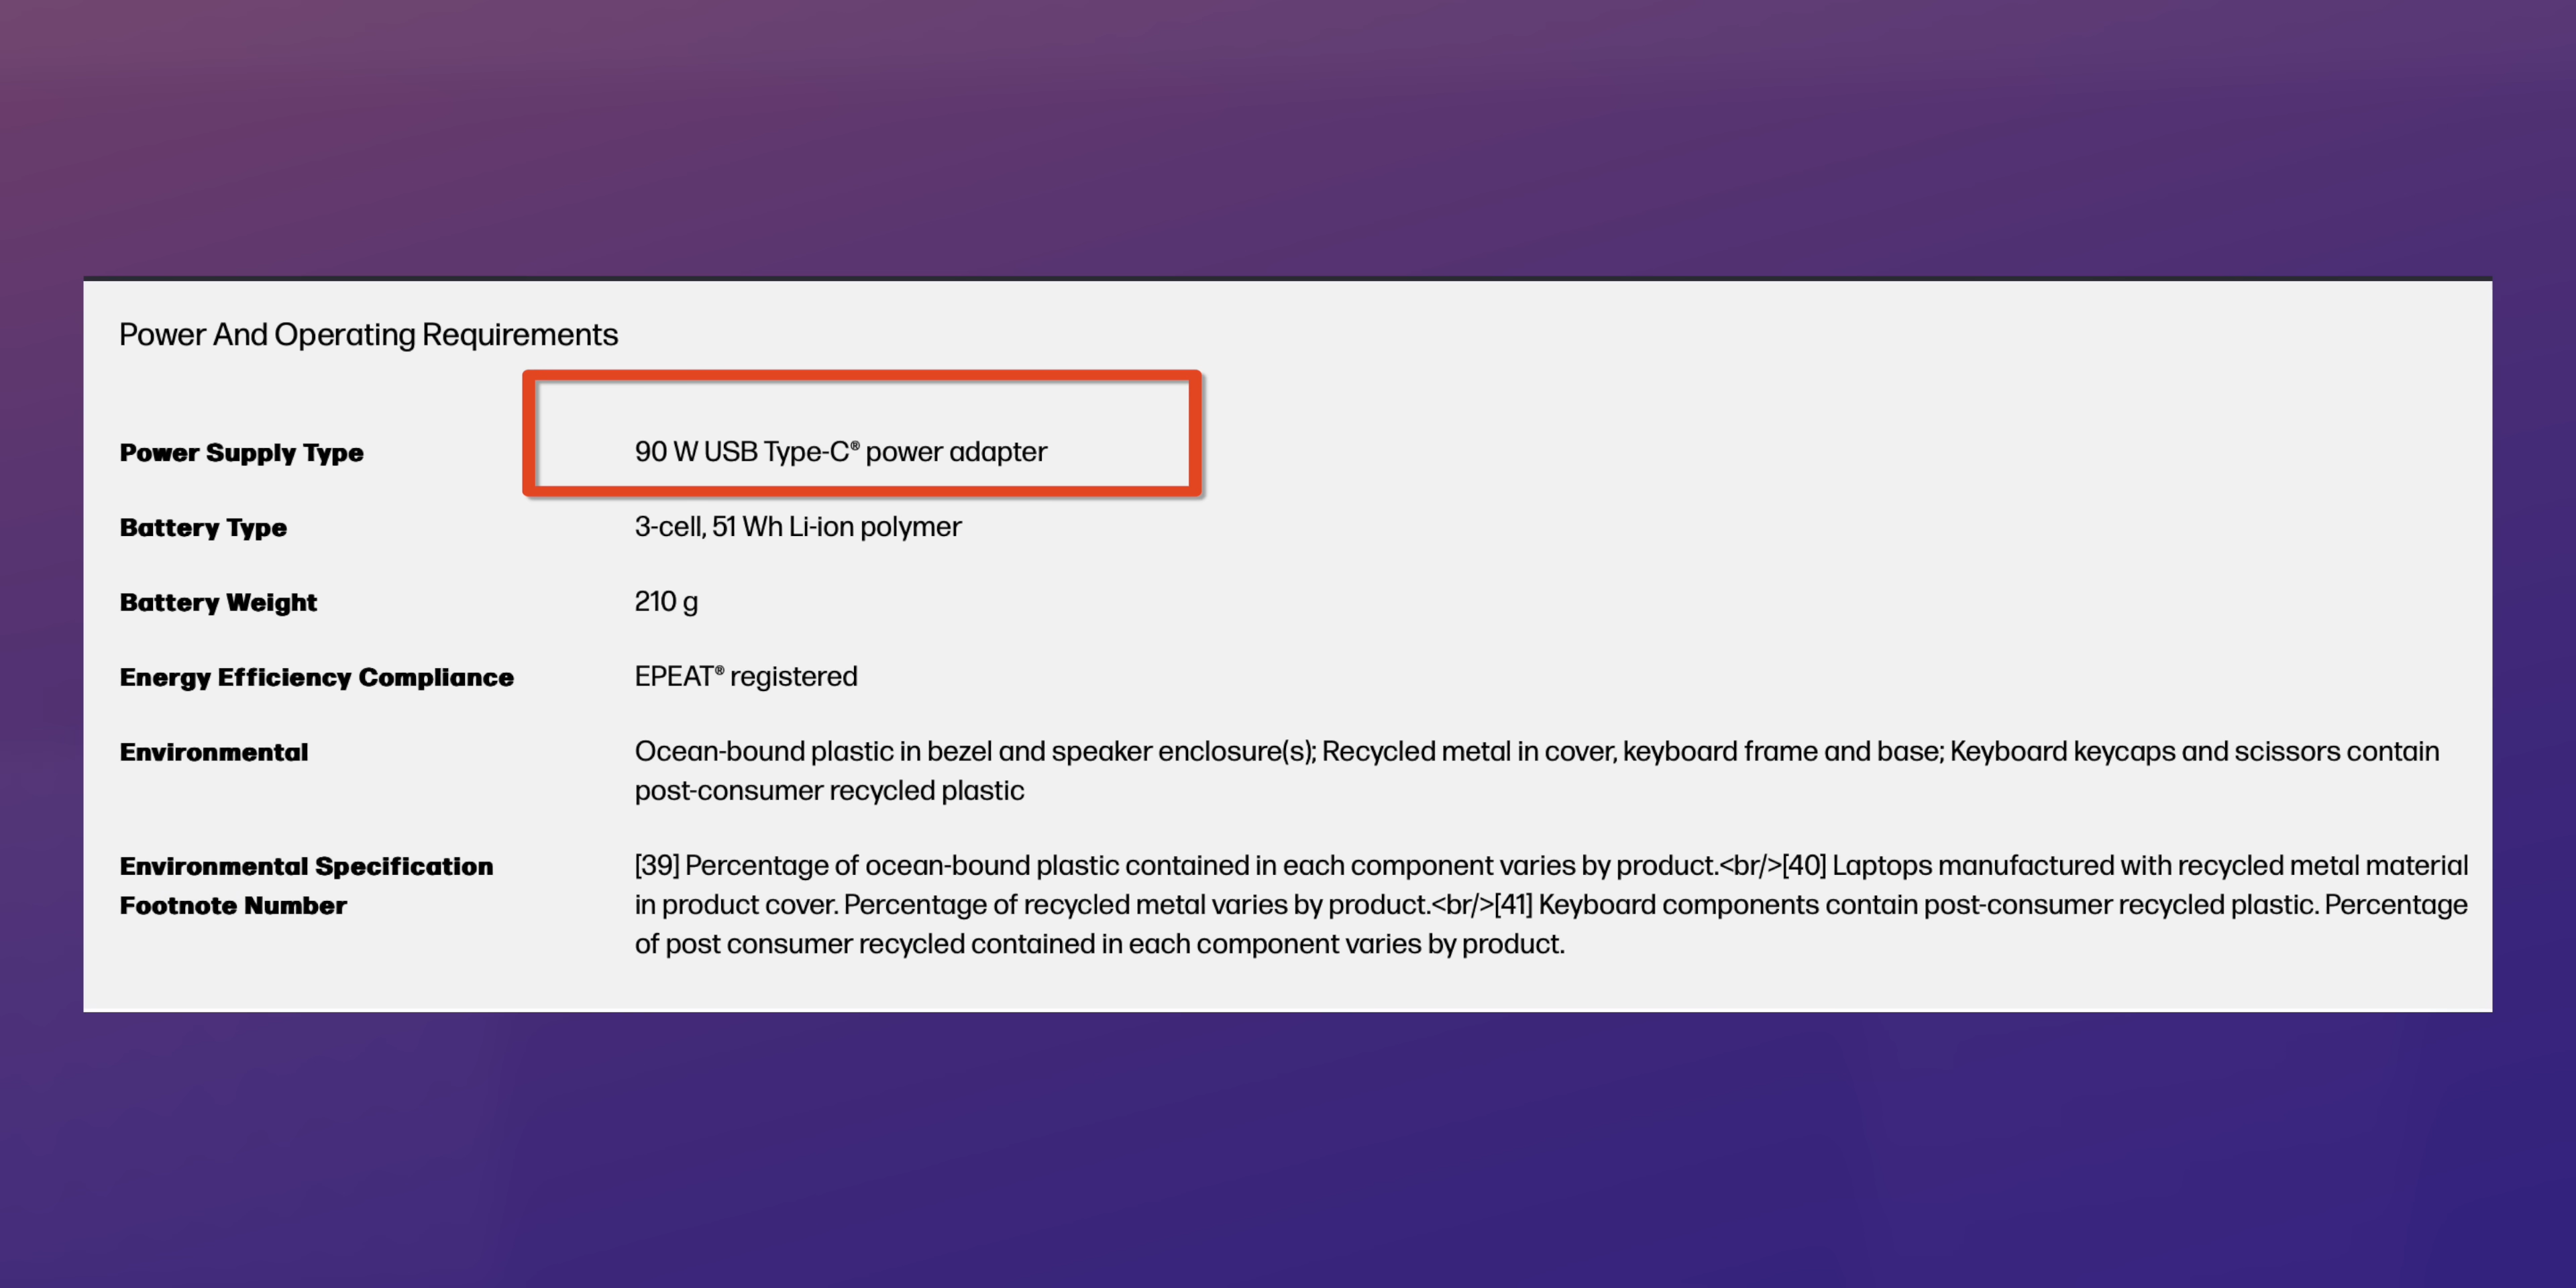 Power And Operating Requirements
Power Supply Type 90 W USB Type-C® power adapter
Battery Type 3-cell, 51 Wh Li-ion polymer
Battery Weight 210 g
Energy Efficiency Compliance EPEAT® registered
Environmental Ocean-bound plastic in bezel and speaker enclosure(s); Recycled metal in cover, keyboard frame and base; Keyboard keycaps and scissors contain
post-consumer recycled plastic
Environmental Specification [39] Percentage of ocean-bound plastic contained in each component varies by product.<br/>[40] Laptops manufactured with recycled metal material
Footnote Number in product cover. Percentage of recycled metal varies by product.<br/>[41] Keyboard components contain post-consumer recycled plastic. Percentage
of post consumer recycled contained in each component varies by product.